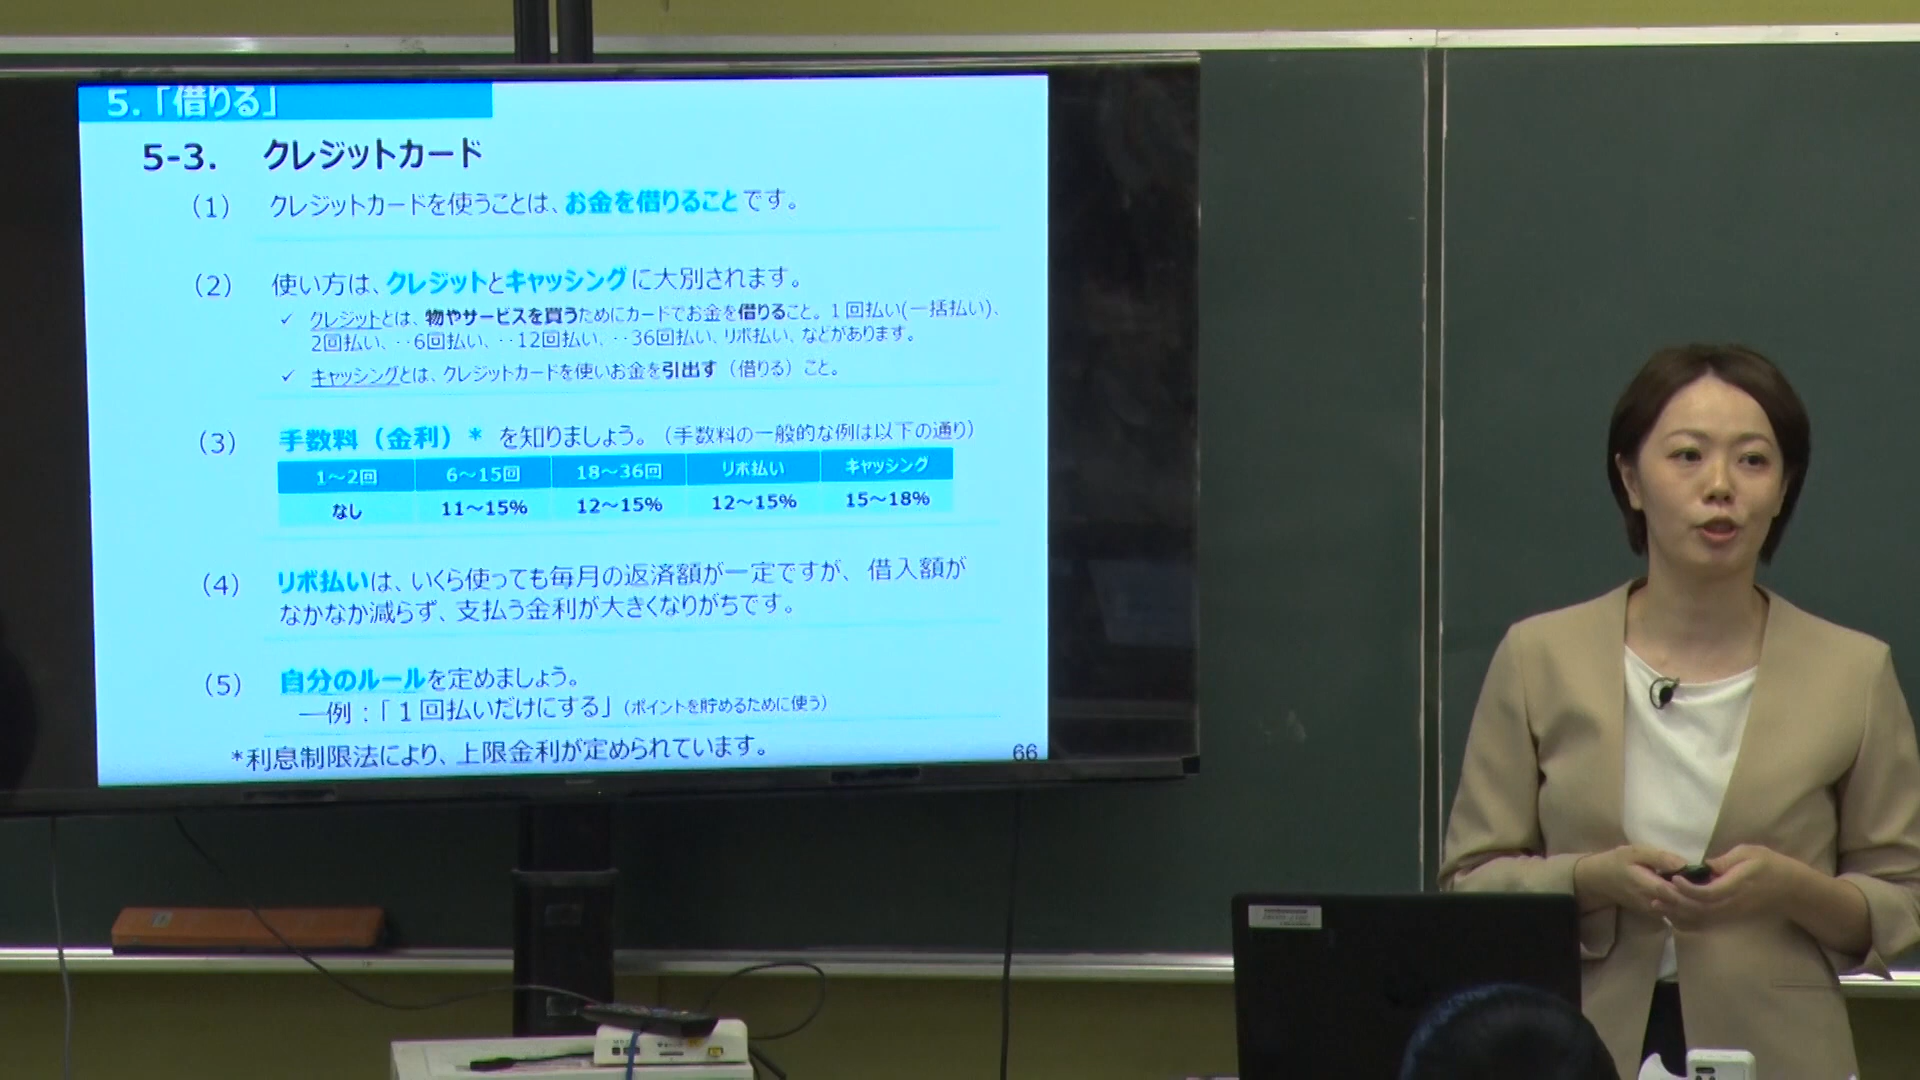 5.「借りる」
5-3. クレジットカード
(1) クレジットカードを使うことは、お金を借りることです。
(2) 使い方は、クレジットとキャッシングに大別されます。
✓ クレジットとは、物やサービスを買うためにカードでお金を借りること。1回払い(一括払い)、
2回払い、‥6回払い、‥12回払い、‥36回払い、リボ払い、などがあります。
✓ キャッシングとは、クレジットカードを使いお金を引出す（借りる）こと。
(3) 手数料（金利）* を知りましょう。（手数料の一般的な例は以下の通り）
1～2回 6～15回 18～36回 リボ払い キャッシング
なし 11～15% 12～15% 12～15% 15～18%
(4) リボ払いは、いくら使っても毎月の返済額が一定ですが、借入額が
なかなか減らず、支払う金利が大きくなりがちです。
(5) 自分のルールを定めましょう。
―例：「1回払いだけにする」（ポイントを貯めるために使う）
*利息制限法により、上限金利が定められています。
66